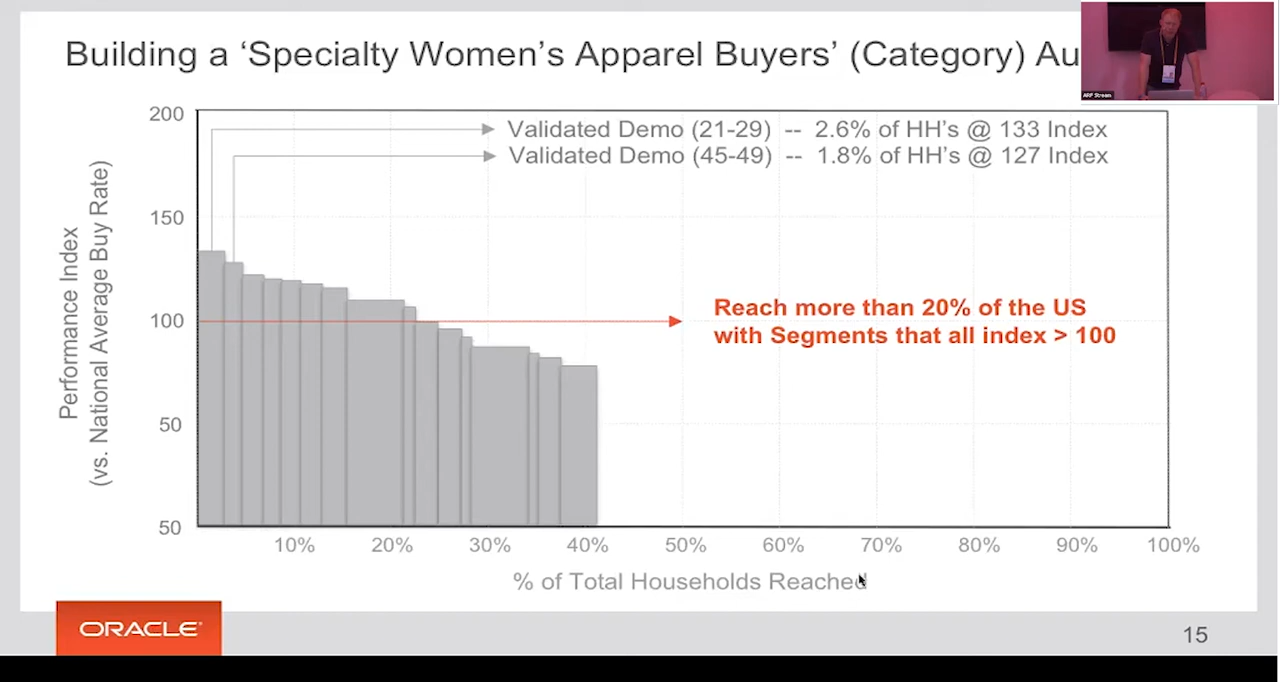 Building a ‘Specialty Women’s Apparel Buyers’ (Category) Au
ARF Stream
200
Validated Demo (21-29) -- 2.6% of HH’s @ 133 Index
Validated Demo (45-49) -- 1.8% of HH’s @ 127 Index
150
Performance Index
(vs. National Average Buy Rate)
100
Reach more than 20% of the US
with Segments that all index > 100
50
50
10% 20% 30% 40% 50% 60% 70% 80% 90% 100%
% of Total Households Reached
ORACLE
15